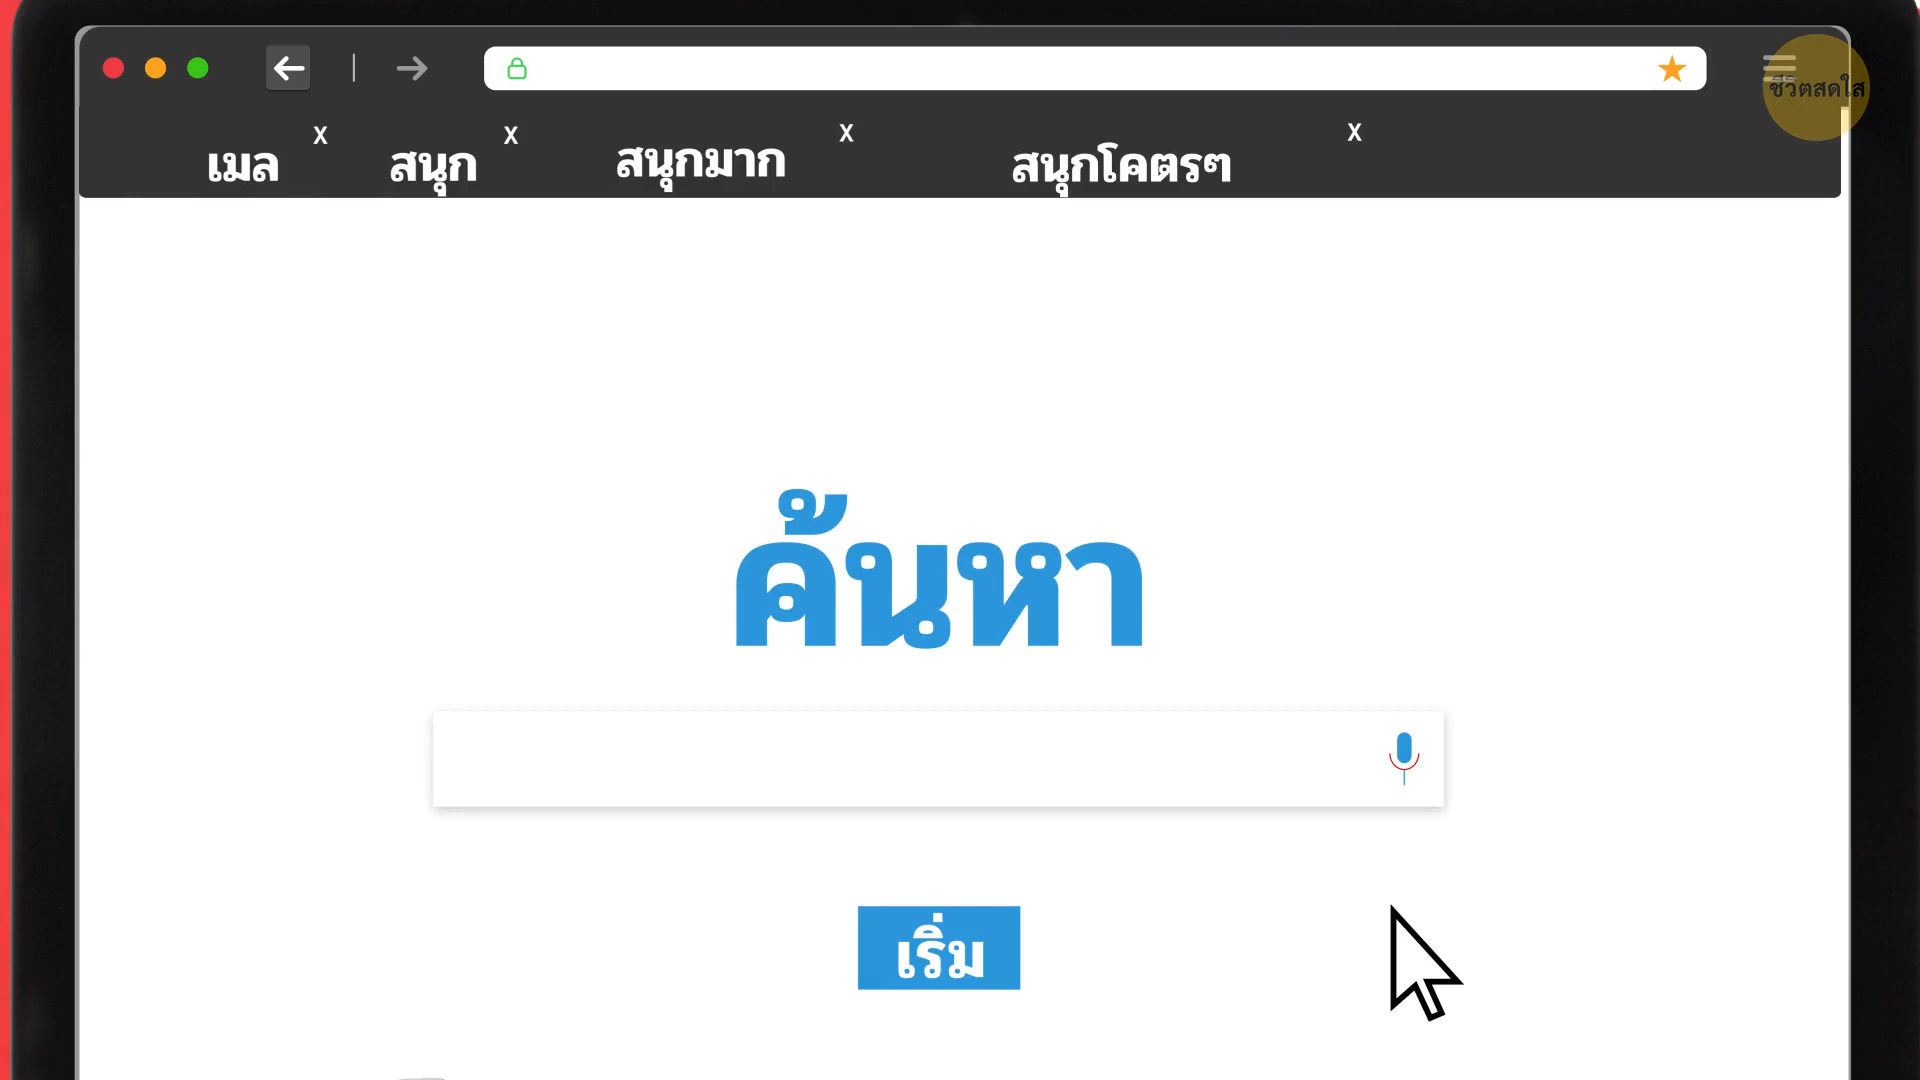 ชีวิตสดใส
เมล x สนุก x สนุกมาก x สนุกโคตรๆ x
ค้นหา
เริ่ม